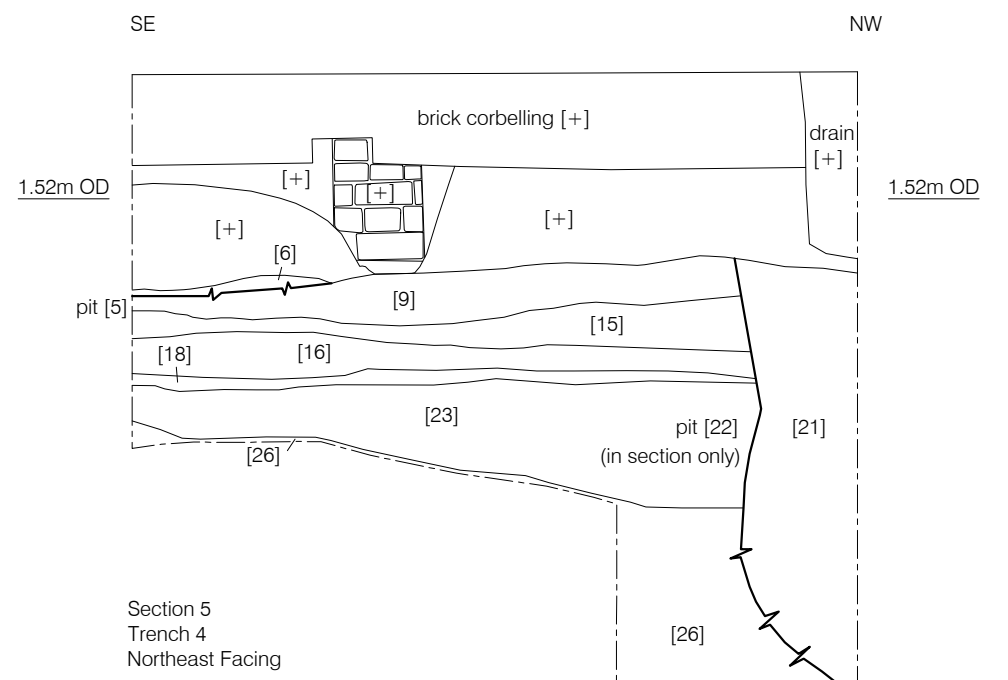 SE
NW
brick corbelling [+]
drain
[+]
[+]
[+]
1.52m OD
1.52m OD
[+]
[+]
[6]
pit [5]
[9]
[15]
[18]
[16]
[23]
pit [22]
(in section only)
[21]
[26]
Section 5
Trench 4
Northeast Facing
[26]